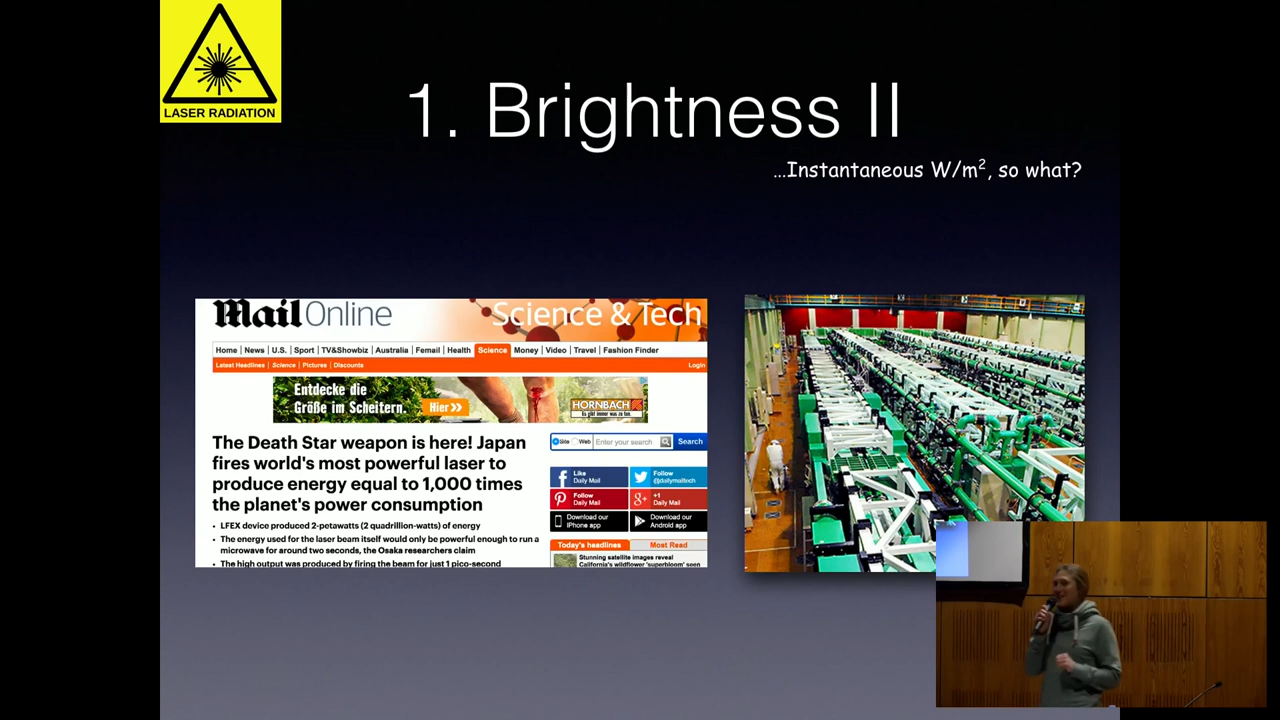 LASER RADIATION
1. Brightness II
...Instantaneous W/m², so what?
Mail Online
Science & Tech
Home News U.S. Sport TV&Showbiz Australia Femail Health Science Money Video Travel Fashion Finder
Latest Headlines Science Pictures Discounts Login
Entdecke die
Größe im Scheitern.
Hier >>
HORNBACH
Es gibt immer was zu tun.
The Death Star weapon is here! Japan
fires world's most powerful laser to
produce energy equal to 1,000 times
the planet's power consumption
• LFEX device produced 2-petawatts (2 quadrillion-watts) of energy
• The energy used for the laser beam itself would only be powerful enough to run a
microwave for around two seconds, the Osaka researchers claim
• The high output was produced by firing the beam for just 1 pico-second
Site Web Enter your search Search
Like
Daily Mail
Follow
@dailymailtech
Follow
Daily Mail
+1
Daily Mail
Download our
iPhone app
Download our
Android app
Today's headlines Most Read
Stunning satellite images reveal
California's wildflower 'superbloom' seen